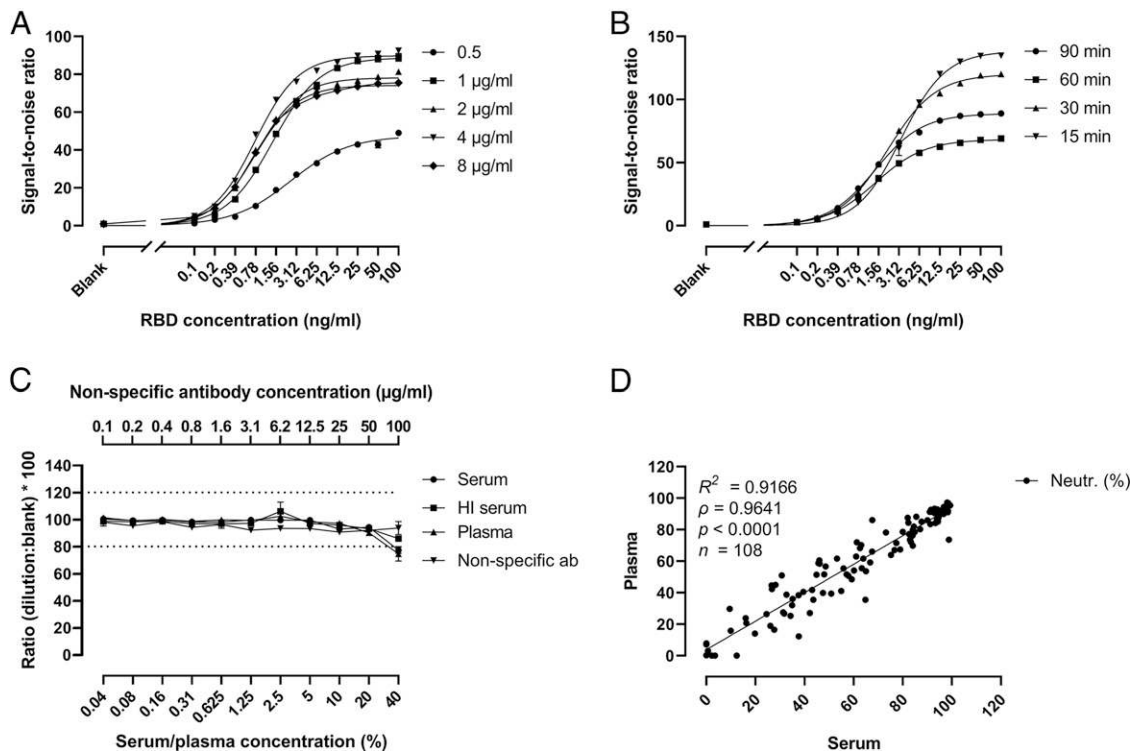 A
Signal-to-noise ratio
100
80
60
40
20
0
Blank
0.1
0.2
0.39
0.78
1.56
3.12
6.25
12.5
25
50
100
RBD concentration (ng/ml)
0.5
1 µg/ml
2 µg/ml
4 µg/ml
8 µg/ml
B
Signal-to-noise ratio
150
100
50
0
Blank
0.1
0.2
0.39
0.78
1.56
3.12
6.25
12.5
25
50
100
RBD concentration (ng/ml)
90 min
60 min
30 min
15 min
C
Non-specific antibody concentration (µg/ml)
0.1 0.2 0.4 0.8 1.6 3.1 6.2 12.5 25 50 100
Ratio (dilution:blank) * 100
140
120
100
80
60
40
20
0
0.04
0.08
0.16
0.31
0.625
1.25
2.5
5
10
20
40
Serum/plasma concentration (%)
Serum
HI serum
Plasma
Non-specific ab
D
Plasma
120
100
80
60
40
20
0
R² = 0.9166
ρ = 0.9641
p < 0.0001
n = 108
Neutr. (%)
0
20
40
60
80
100
120
Serum